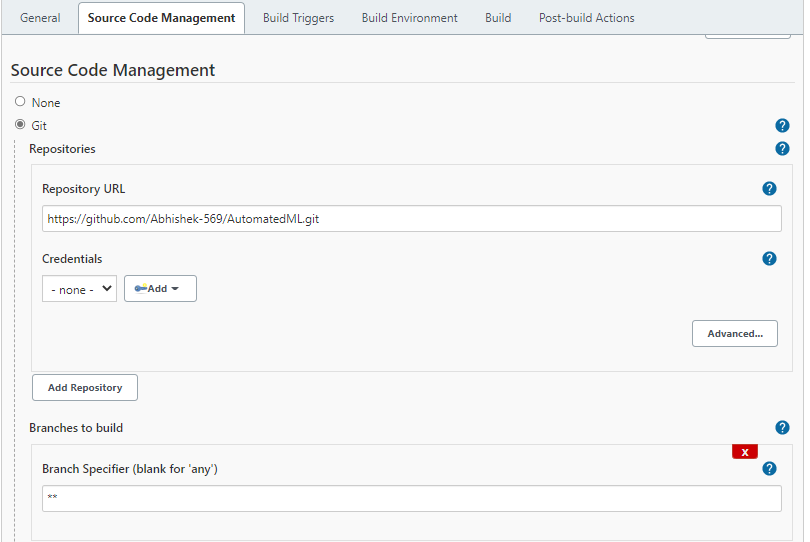 General Source Code Management Build Triggers Build Environment Build Post-build Actions
Source Code Management
None
Git
?
Repositories
?
Repository URL
?
https://github.com/Abhishek-569/AutomatedML.git
Credentials
?
- none -
Add
Advanced...
Add Repository
Branches to build
?
x
Branch Specifier (blank for 'any')
?
**